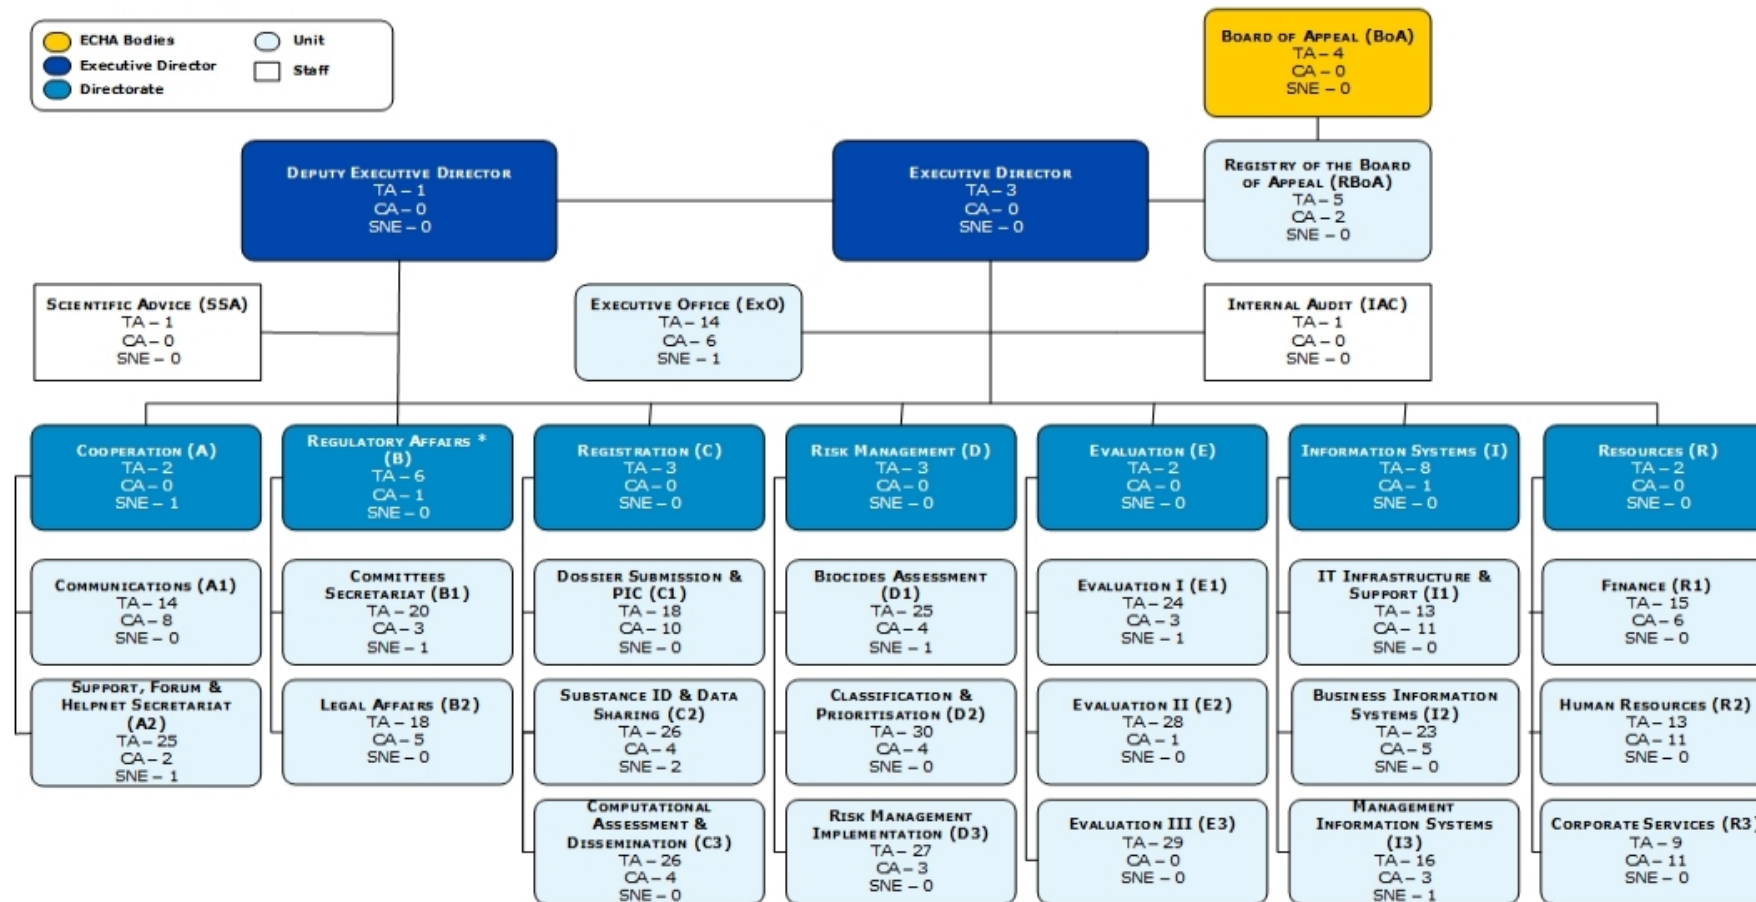 ECHA Bodies
Executive Director
Directorate
Unit
Staff
BOARD OF APPEAL (BOA)
TA – 4
CA – 0
SNE – 0
DEPUTY EXECUTIVE DIRECTOR
TA – 1
CA – 0
SNE – 0
EXECUTIVE DIRECTOR
TA – 3
CA – 0
SNE – 0
REGISTRY OF THE BOARD
OF APPEAL (RBOA)
TA – 5
CA – 2
SNE – 0
SCIENTIFIC ADVICE (SSA)
TA – 1
CA – 0
SNE – 0
EXECUTIVE OFFICE (EXO)
TA – 14
CA – 6
SNE – 1
INTERNAL AUDIT (IAC)
TA – 1
CA – 0
SNE – 0
COOPERATION (A)
TA – 2
CA – 0
SNE – 1
REGULATORY AFFAIRS *
(B)
TA – 6
CA – 1
SNE – 0
REGISTRATION (C)
TA – 3
CA – 0
SNE – 0
RISK MANAGEMENT (D)
TA – 3
CA – 0
SNE – 0
EVALUATION (E)
TA – 2
CA – 0
SNE – 0
INFORMATION SYSTEMS (I)
TA – 8
CA – 1
SNE – 0
RESOURCES (R)
TA – 2
CA – 0
SNE – 0
COMMUNICATIONS (A1)
TA – 14
CA – 8
SNE – 0
COMMITTEES
SECRETARIAT (B1)
TA – 20
CA – 3
SNE – 1
DOSSIER SUBMISSION &
PIC (C1)
TA – 18
CA – 10
SNE – 0
BIOCIDES ASSESSMENT
(D1)
TA – 25
CA – 4
SNE – 1
EVALUATION I (E1)
TA – 24
CA – 3
SNE – 1
IT INFRASTRUCTURE &
SUPPORT (I1)
TA – 13
CA – 11
SNE – 0
FINANCE (R1)
TA – 15
CA – 6
SNE – 0
SUPPORT, FORUM &
HELPNET SECRETARIAT
(A2)
TA – 25
CA – 2
SNE – 1
LEGAL AFFAIRS (B2)
TA – 18
CA – 5
SNE – 0
SUBSTANCE ID & DATA
SHARING (C2)
TA – 26
CA – 4
SNE – 2
CLASSIFICATION &
PRIORITISATION (D2)
TA – 30
CA – 4
SNE – 0
EVALUATION II (E2)
TA – 28
CA – 1
SNE – 0
BUSINESS INFORMATION
SYSTEMS (I2)
TA – 23
CA – 5
SNE – 0
HUMAN RESOURCES (R2)
TA – 13
CA – 11
SNE – 0
COMPUTATIONAL
ASSESSMENT &
DISSEMINATION (C3)
TA – 26
CA – 4
SNE – 0
RISK MANAGEMENT
IMPLEMENTATION (D3)
TA – 27
CA – 3
SNE – 0
EVALUATION III (E3)
TA – 29
CA – 0
SNE – 0
MANAGEMENT
INFORMATION SYSTEMS
(I3)
TA – 16
CA – 3
SNE – 1
CORPORATE SERVICES (R3)
TA – 9
CA – 11
SNE – 0